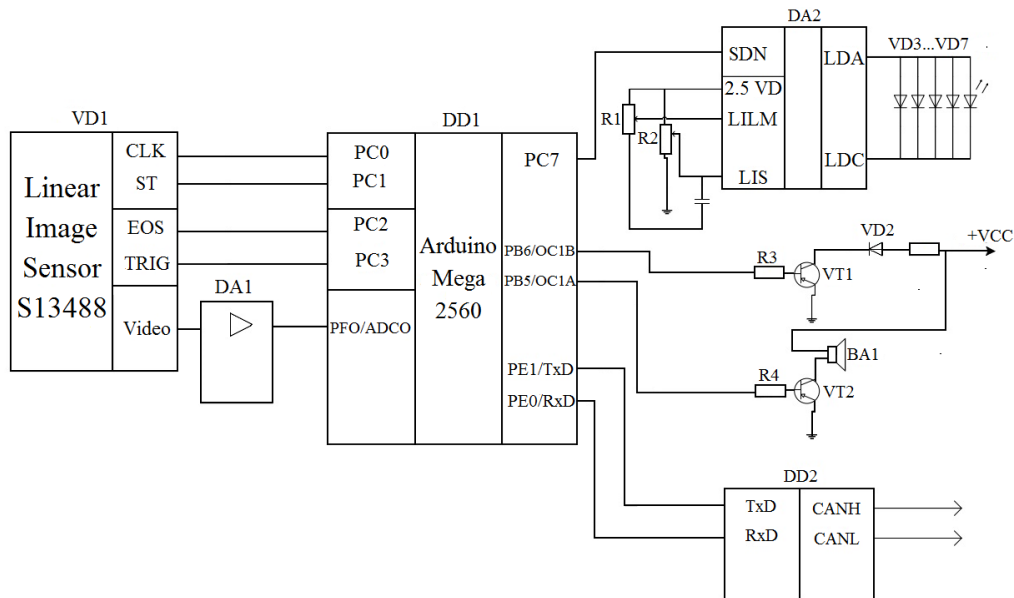 VD1
Linear
Image
Sensor
S13488
CLK
ST
EOS
TRIG
Video
DA1
DD1
PC0
PC1
PC2
PC3
PFO/ADCO
Arduino
Mega
2560
PC7
PB6/OC1B
PB5/OC1A
PE1/TxD
PE0/RxD
DA2
SDN
2.5 VD
LILM
LIS
LDA
LDC
R1
R2
VD3...VD7
R3
VT1
VD2
+VCC
BA1
R4
VT2
DD2
TxD
RxD
CANH
CANL